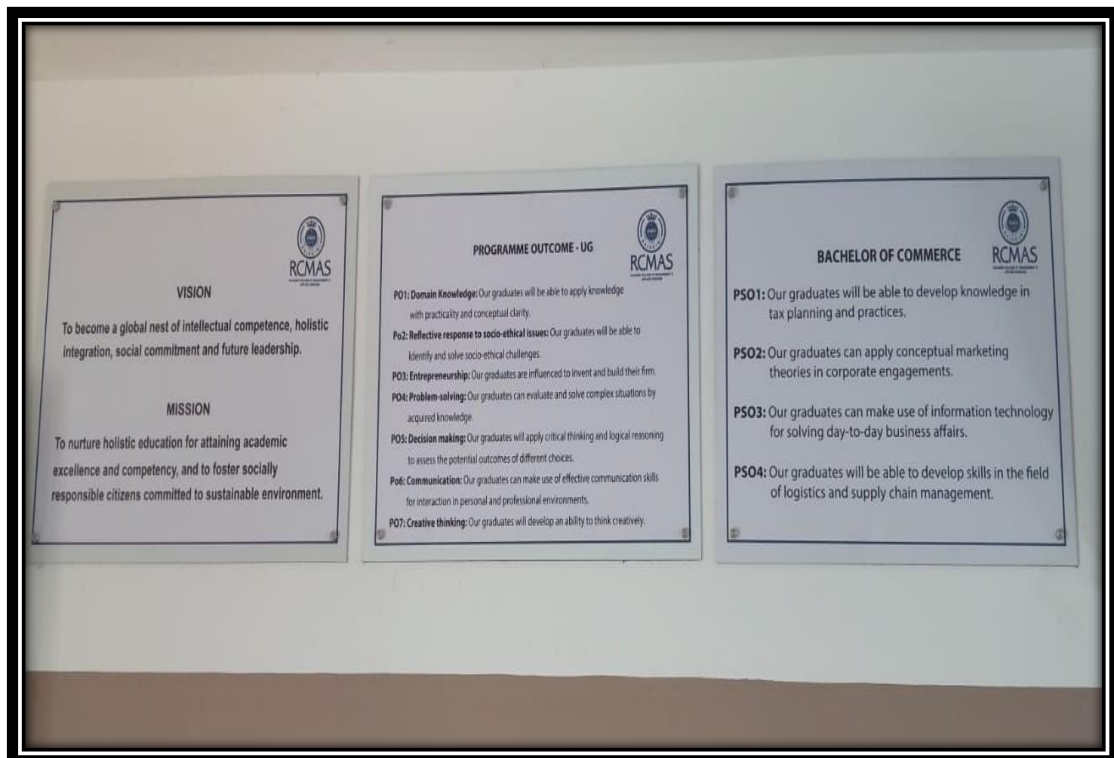 RCMAS
VISION
To become a global nest of intellectual competence, holistic
integration, social commitment and future leadership.
MISSION
To nurture holistic education for attaining academic
excellence and competency, and to foster socially
responsible citizens committed to sustainable environment.
RCMAS
PROGRAMME OUTCOME - UG
PO1: Domain Knowledge: Our graduates will be able to apply knowledge
with practicality and conceptual clarity.
Po2: Reflective response to socio-ethical issues: Our graduates will be able to
Identify and solve socio-ethical challenges.
PO3: Entrepreneurship: Our graduates are influenced to invent and build their firm.
PO4: Problem-solving: Our graduates can evaluate and solve complex situations by
acquired knowledge.
PO5: Decision making: Our graduates will apply critical thinking and logical reasoning
to assess the potential outcomes of different choices.
Po6: Communication: Our graduates can make use of effective communication skills
for interaction in personal and professional environments.
PO7: Creative thinking: Our graduates will develop an ability to think creatively.
RCMAS
BACHELOR OF COMMERCE
PSO1: Our graduates will be able to develop knowledge in
tax planning and practices.
PSO2: Our graduates can apply conceptual marketing
theories in corporate engagements.
PSO3: Our graduates can make use of information technology
for solving day-to-day business affairs.
PSO4: Our graduates will be able to develop skills in the field
of logistics and supply chain management.